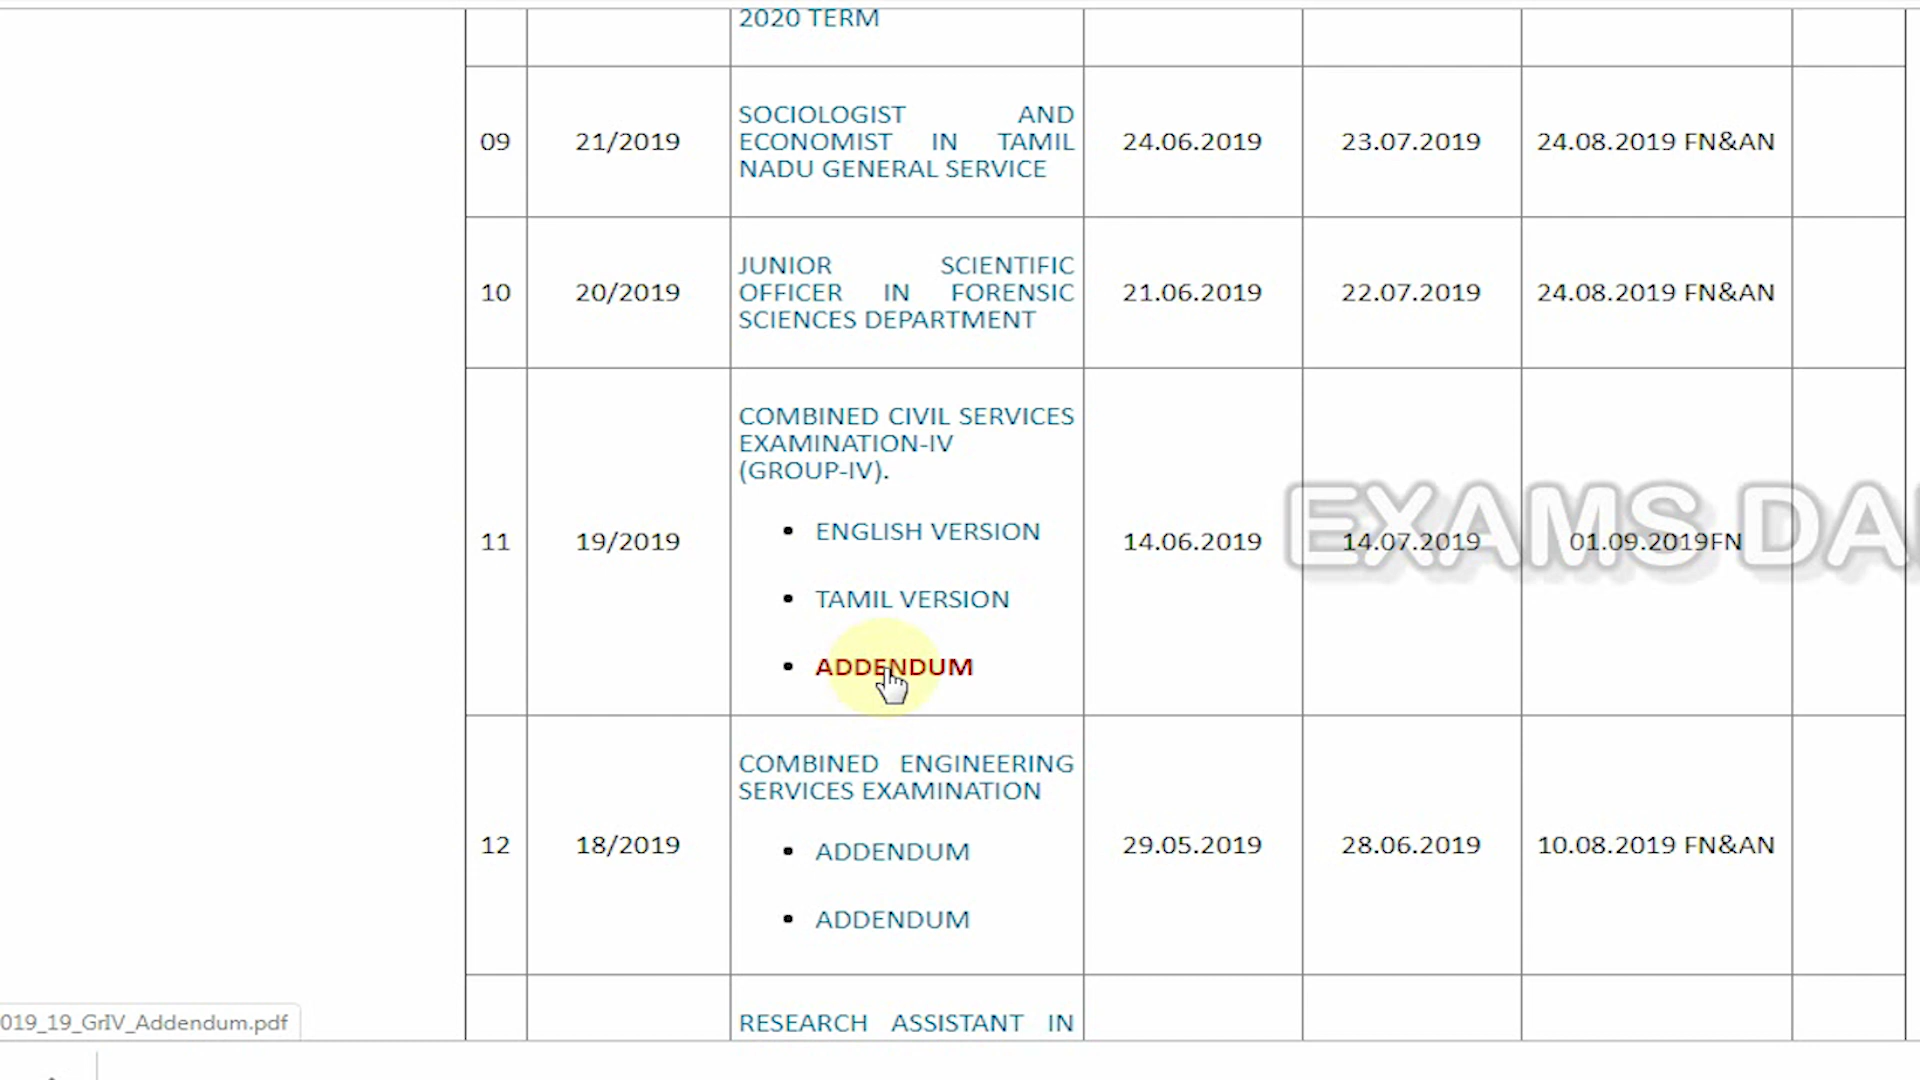 2020 TERM
09 21/2019 SOCIOLOGIST AND ECONOMIST IN TAMIL NADU GENERAL SERVICE 24.06.2019 23.07.2019 24.08.2019 FN&AN
10 20/2019 JUNIOR SCIENTIFIC OFFICER IN FORENSIC SCIENCES DEPARTMENT 21.06.2019 22.07.2019 24.08.2019 FN&AN
11 19/2019 COMBINED CIVIL SERVICES EXAMINATION-IV (GROUP-IV). 14.06.2019 14.07.2019 01.09.2019FN
• ENGLISH VERSION
• TAMIL VERSION
• ADDENDUM
EXAMS DA
12 18/2019 COMBINED ENGINEERING SERVICES EXAMINATION 29.05.2019 28.06.2019 10.08.2019 FN&AN
• ADDENDUM
• ADDENDUM
RESEARCH ASSISTANT IN
019_19_GrIV_Addendum.pdf